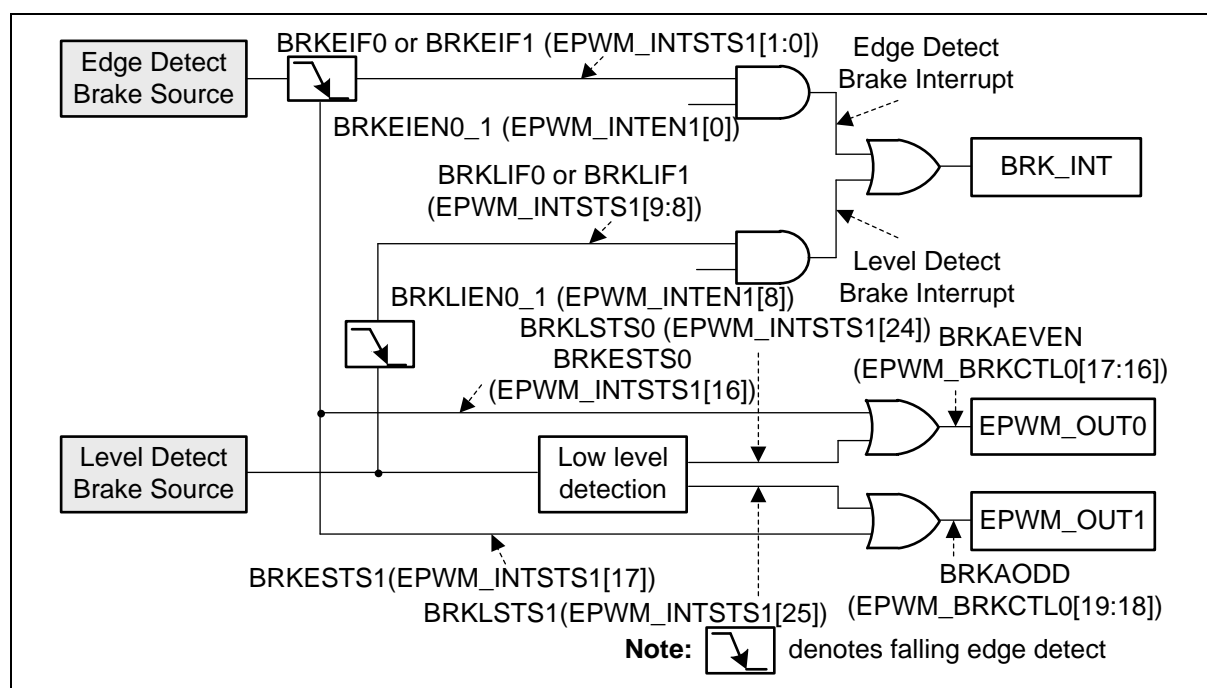 BRKEIF0 or BRKEIF1 (EPWM_INTSTS1[1:0])
Edge Detect
Brake Source
Edge Detect
Brake Interrupt
BRKEIEN0_1 (EPWM_INTEN1[0])
BRK_INT
BRKLIF0 or BRKLIF1
(EPWM_INTSTS1[9:8])
Level Detect
Brake Interrupt
BRKLIEN0_1 (EPWM_INTEN1[8])
BRKLSTS0 (EPWM_INTSTS1[24])
BRKESTS0
(EPWM_INTSTS1[16])
BRKAEVEN
(EPWM_BRKCTL0[17:16])
EPWM_OUT0
Level Detect
Brake Source
Low level
detection
EPWM_OUT1
BRKESTS1(EPWM_INTSTS1[17])
BRKLSTS1(EPWM_INTSTS1[25])
BRKAODD
(EPWM_BRKCTL0[19:18])
Note: denotes falling edge detect